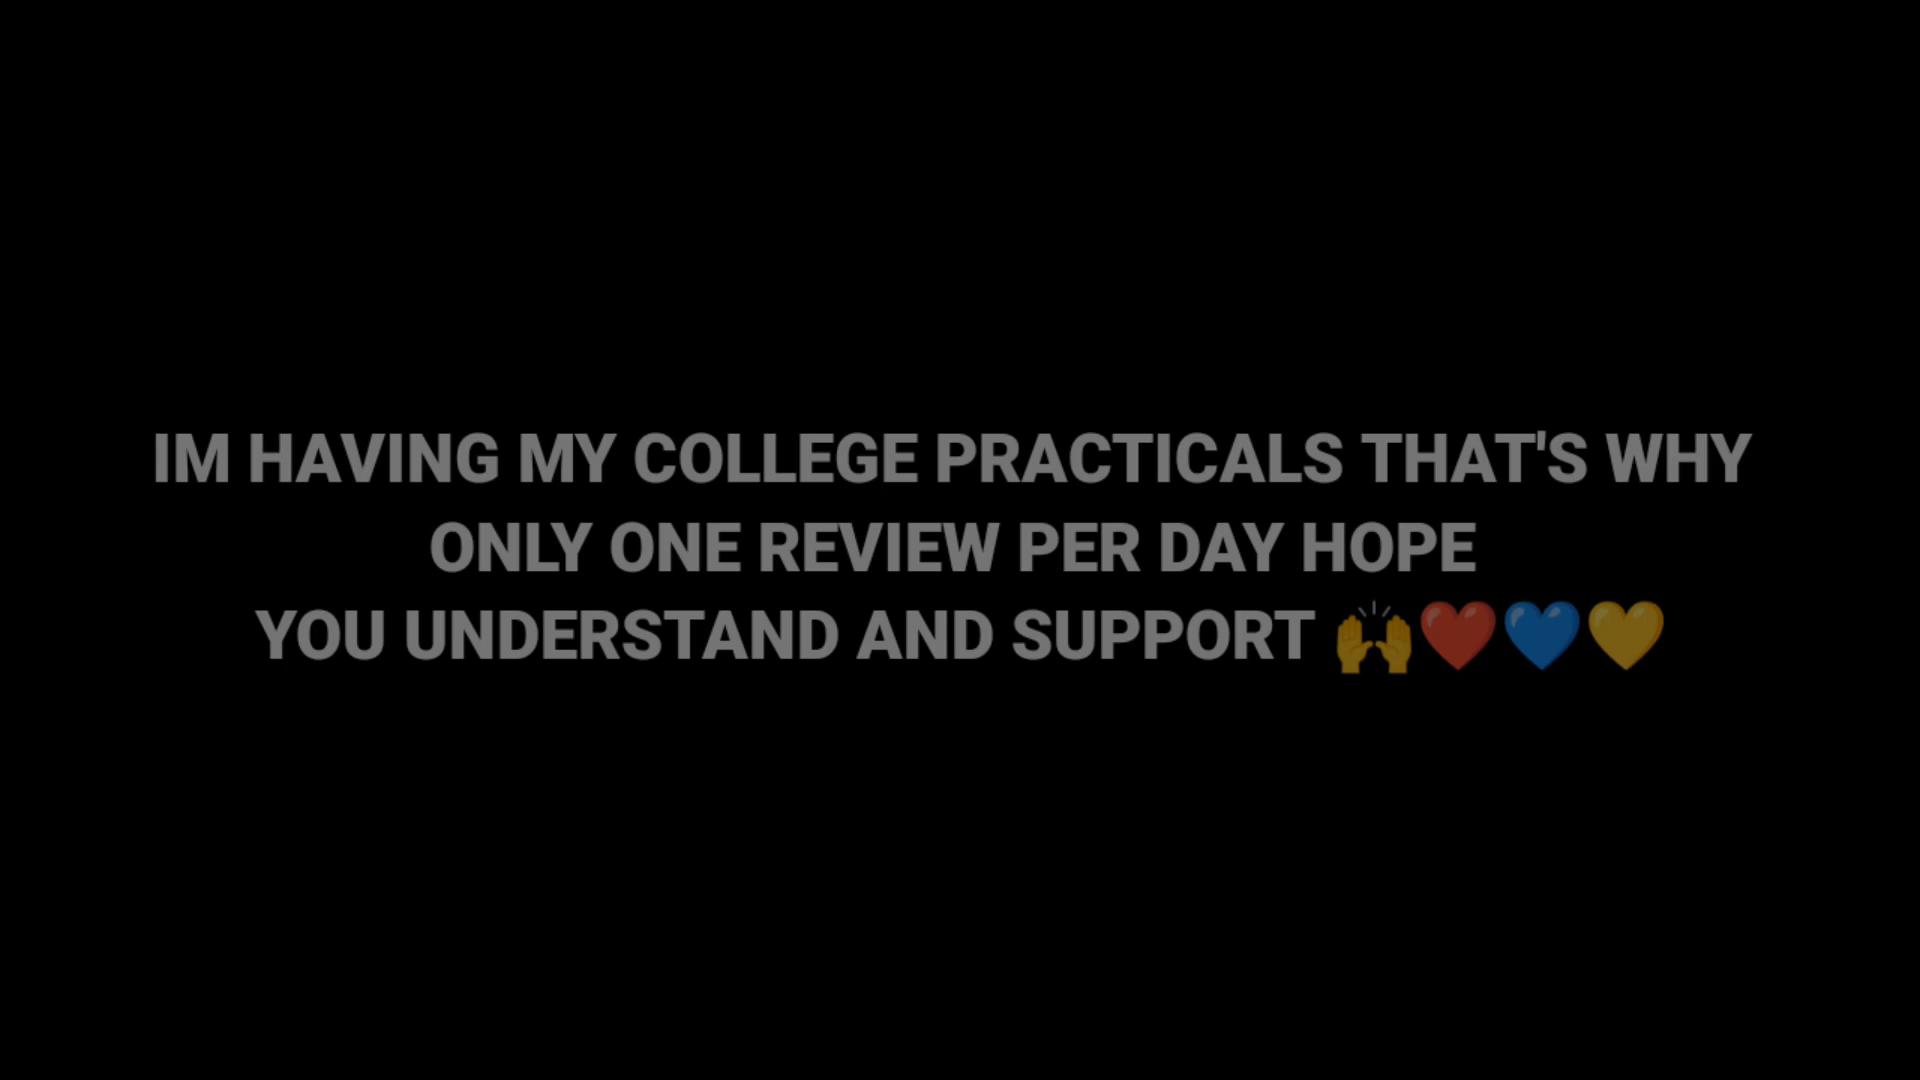 IM HAVING MY COLLEGE PRACTICALS THAT'S WHY
ONLY ONE REVIEW PER DAY HOPE
YOU UNDERSTAND AND SUPPORT 🙌❤️💙💛